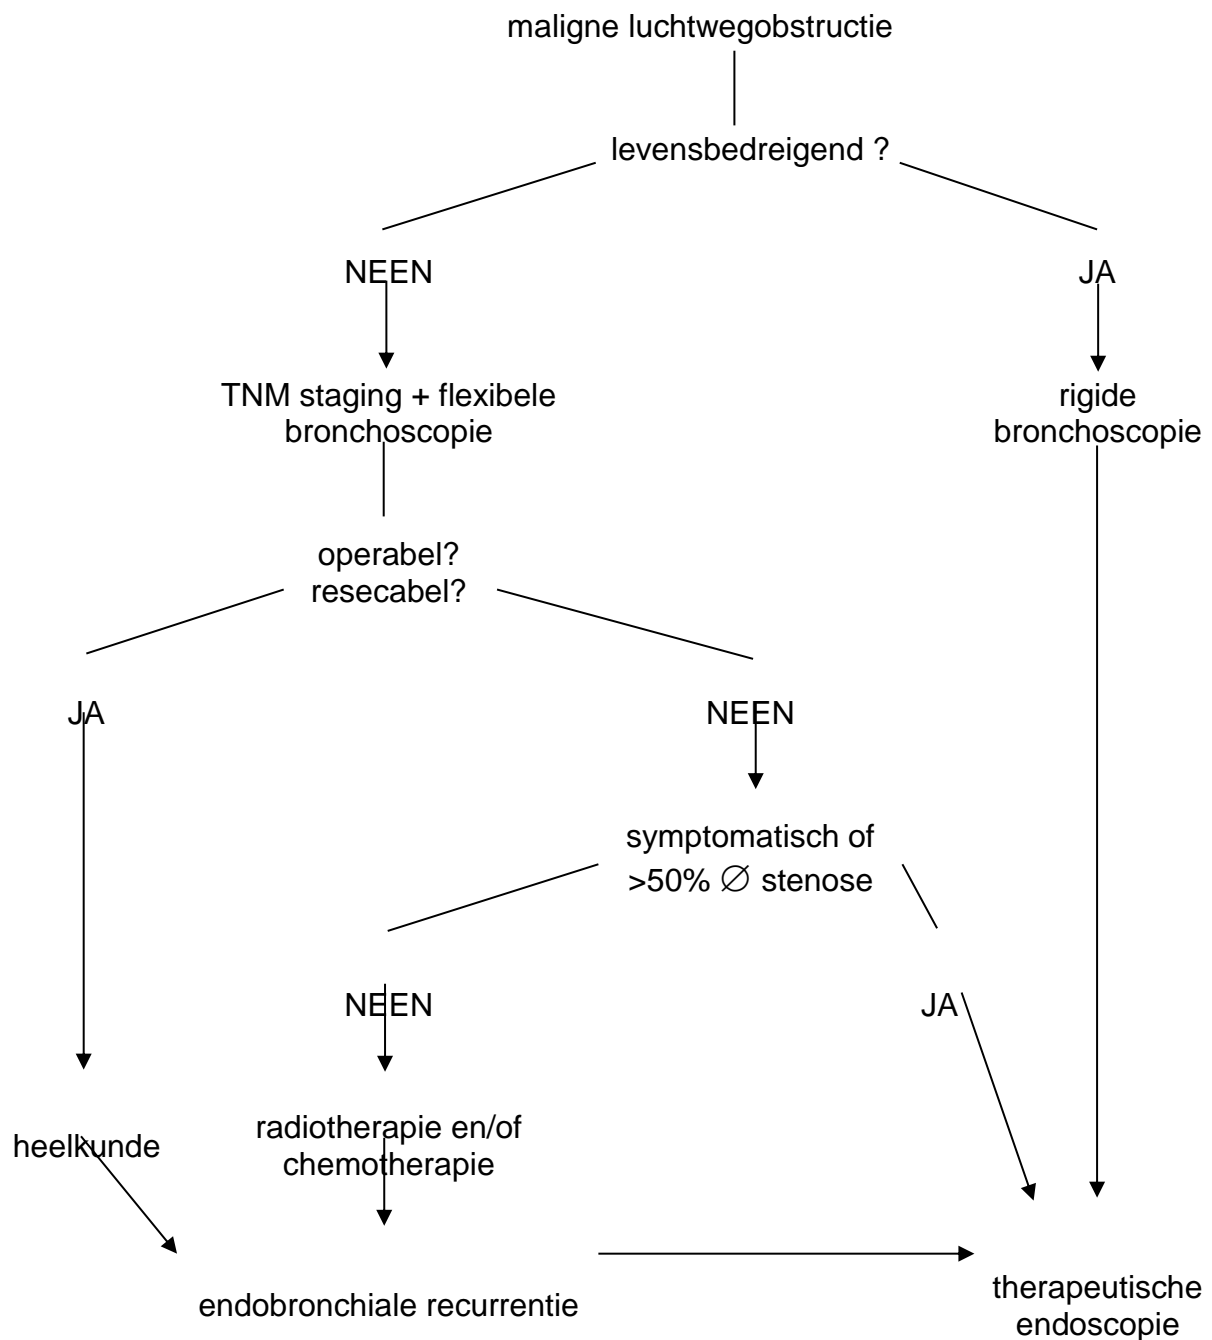 maligne luchtwegobstructie
levensbedreigend ?
NEEN
JA
TNM staging + flexibele
bronchoscopie
rigide
bronchoscopie
operabel?
resecabel?
JA
NEEN
symptomatisch of
>50% ∅ stenose
NEEN
JA
heelkunde
radiotherapie en/of
chemotherapie
endobronchiale recurrentie
therapeutische
endoscopie